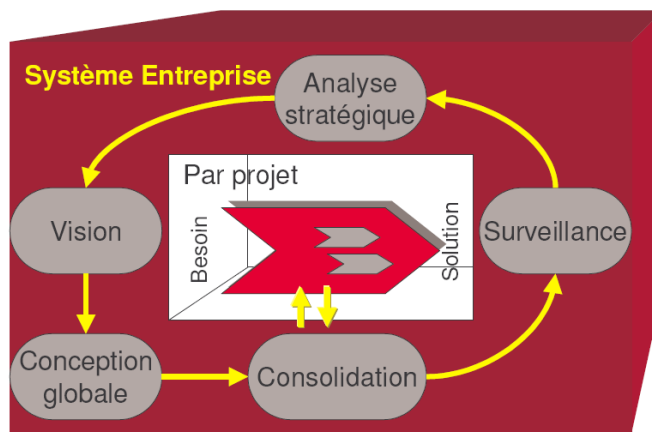 Système Entreprise
Analyse
stratégique
Par projet
Vision
Besoin
Solution
Surveillance
Conception
globale
Consolidation